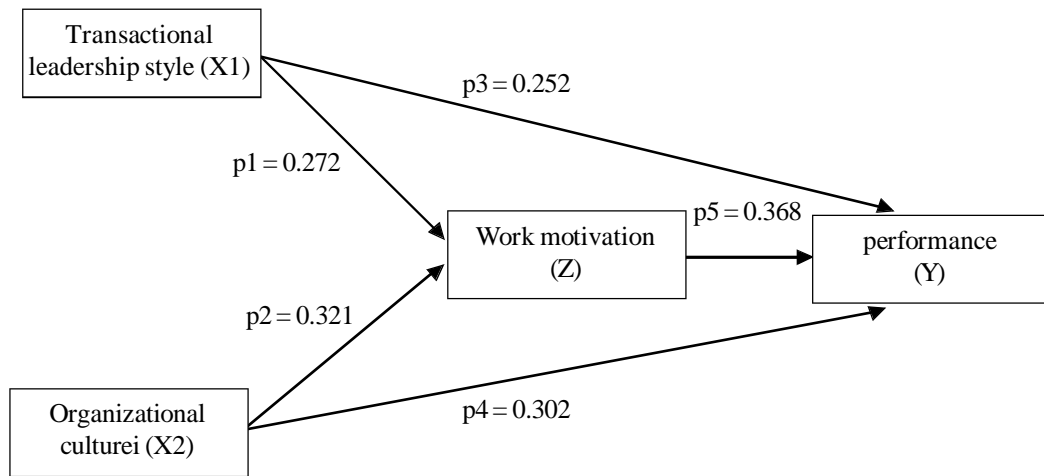 Transactional
leadership style (X1)
p3 = 0.252
p1 = 0.272
p5 = 0.368
Work motivation
(Z)
performance
(Y)
p2 = 0.321
p4 = 0.302
Organizational
culturei (X2)